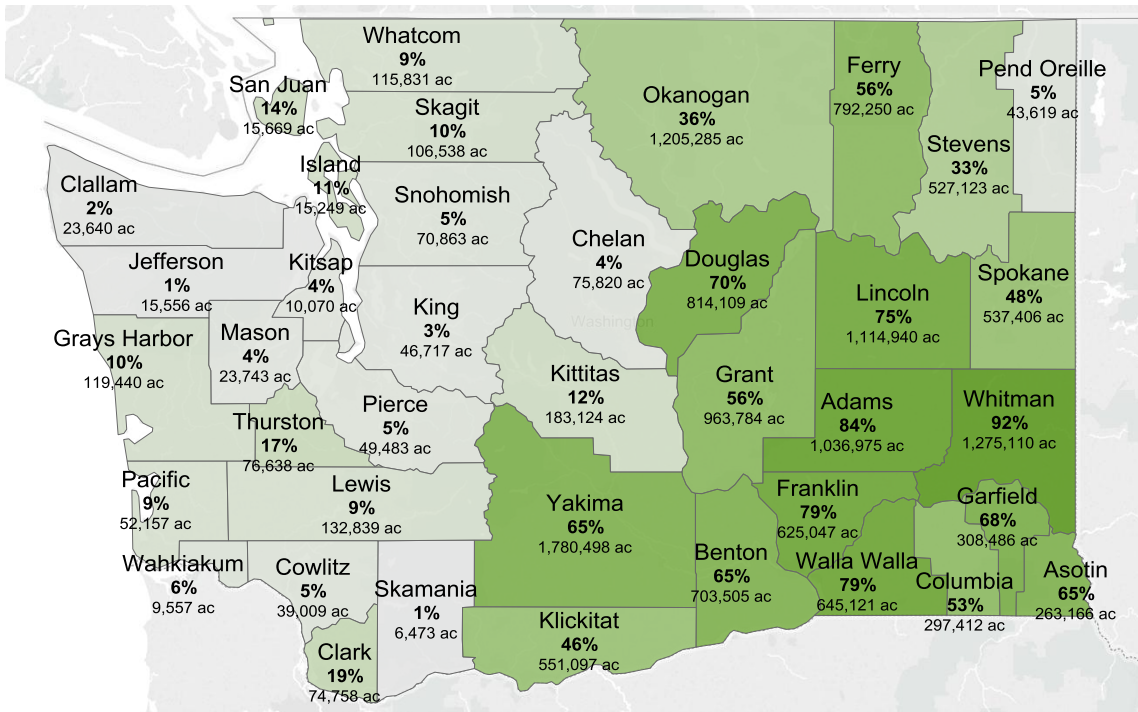 Whatcom
9%
115,831 ac
San Juan
14%
15,669 ac
Skagit
10%
106,538 ac
Okanogan
36%
1,205,285 ac
Ferry
56%
792,250 ac
Pend Oreille
5%
43,619 ac
Stevens
33%
527,123 ac
Island
11%
15,249 ac
Clallam
2%
23,640 ac
Snohomish
5%
70,863 ac
Chelan
4%
75,820 ac
Jefferson
1%
15,556 ac
Kitsap
4%
10,070 ac
Douglas
70%
814,109 ac
Spokane
48%
537,406 ac
Lincoln
75%
1,114,940 ac
King
3%
46,717 ac
Washington
Mason
4%
23,743 ac
Grays Harbor
10%
119,440 ac
Kittitas
12%
183,124 ac
Grant
56%
963,784 ac
Adams
84%
1,036,975 ac
Whitman
92%
1,275,110 ac
Pierce
5%
49,483 ac
Thurston
17%
76,638 ac
Pacific
9%
52,157 ac
Lewis
9%
132,839 ac
Yakima
65%
1,780,498 ac
Franklin
79%
625,047 ac
Garfield
68%
308,486 ac
Benton
65%
703,505 ac
Walla Walla
79%
645,121 ac
Columbia
53%
297,412 ac
Asotin
65%
263,166 ac
Wahkiakum
6%
9,557 ac
Cowlitz
5%
39,009 ac
Skamania
1%
6,473 ac
Klickitat
46%
551,097 ac
Clark
19%
74,758 ac